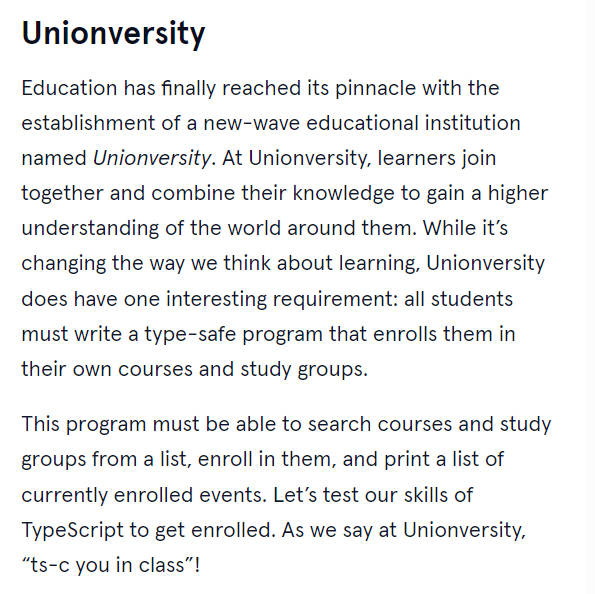 Unionversity
Education has finally reached its pinnacle with the
establishment of a new-wave educational institution
named Unionversity. At Unionversity, learners join
together and combine their knowledge to gain a higher
understanding of the world around them. While it’s
changing the way we think about learning, Unionversity
does have one interesting requirement: all students
must write a type-safe program that enrolls them in
their own courses and study groups.
This program must be able to search courses and study
groups from a list, enroll in them, and print a list of
currently enrolled events. Let’s test our skills of
TypeScript to get enrolled. As we say at Unionversity,
“ts-c you in class”!